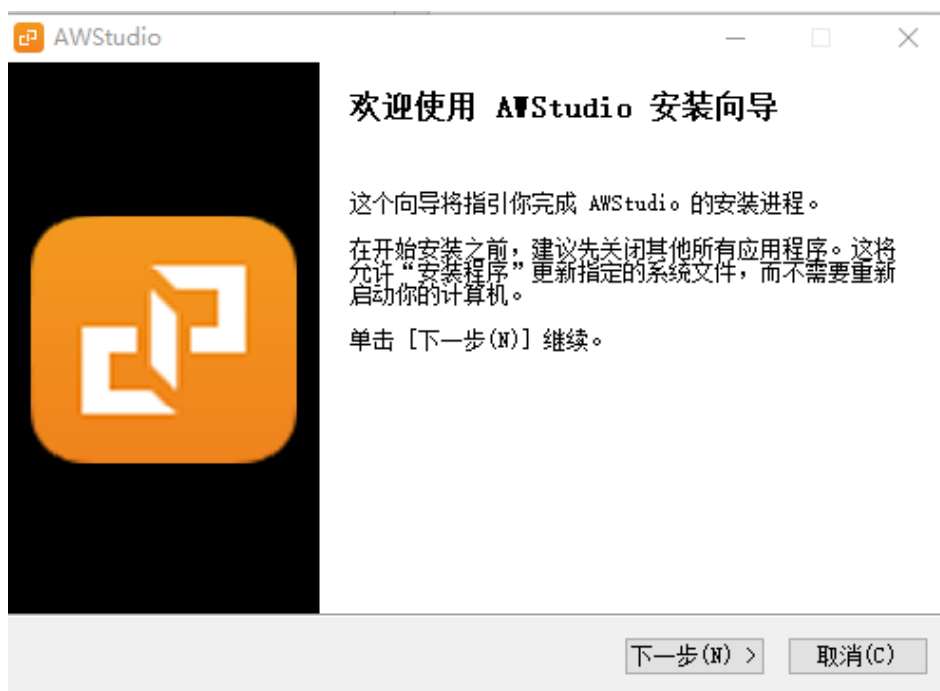 AWStudio
欢迎使用 AWStudio 安装向导
这个向导将指引你完成 AWStudio 的安装进程。
在开始安装之前，建议先关闭其他所有应用程序。这将
允许“安装程序”更新指定的系统文件，而不需要重新
启动你的计算机。
单击 [下一步(N)] 继续。
下一步(N) >
取消(C)